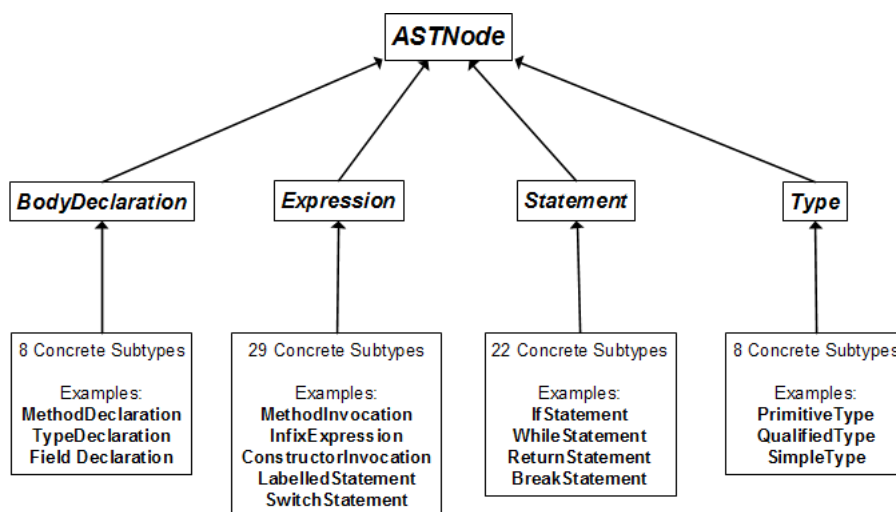 ASTNode
BodyDeclaration
Expression
Statement
Type
8 Concrete Subtypes
Examples:
MethodDeclaration
TypeDeclaration
Field Declaration
29 Concrete Subtypes
Examples:
MethodInvocation
InfixExpression
ConstructorInvocation
LabelledStatement
SwitchStatement
22 Concrete Subtypes
Examples:
IfStatement
WhileStatement
ReturnStatement
BreakStatement
8 Concrete Subtypes
Examples:
PrimitiveType
QualifiedType
SimpleType